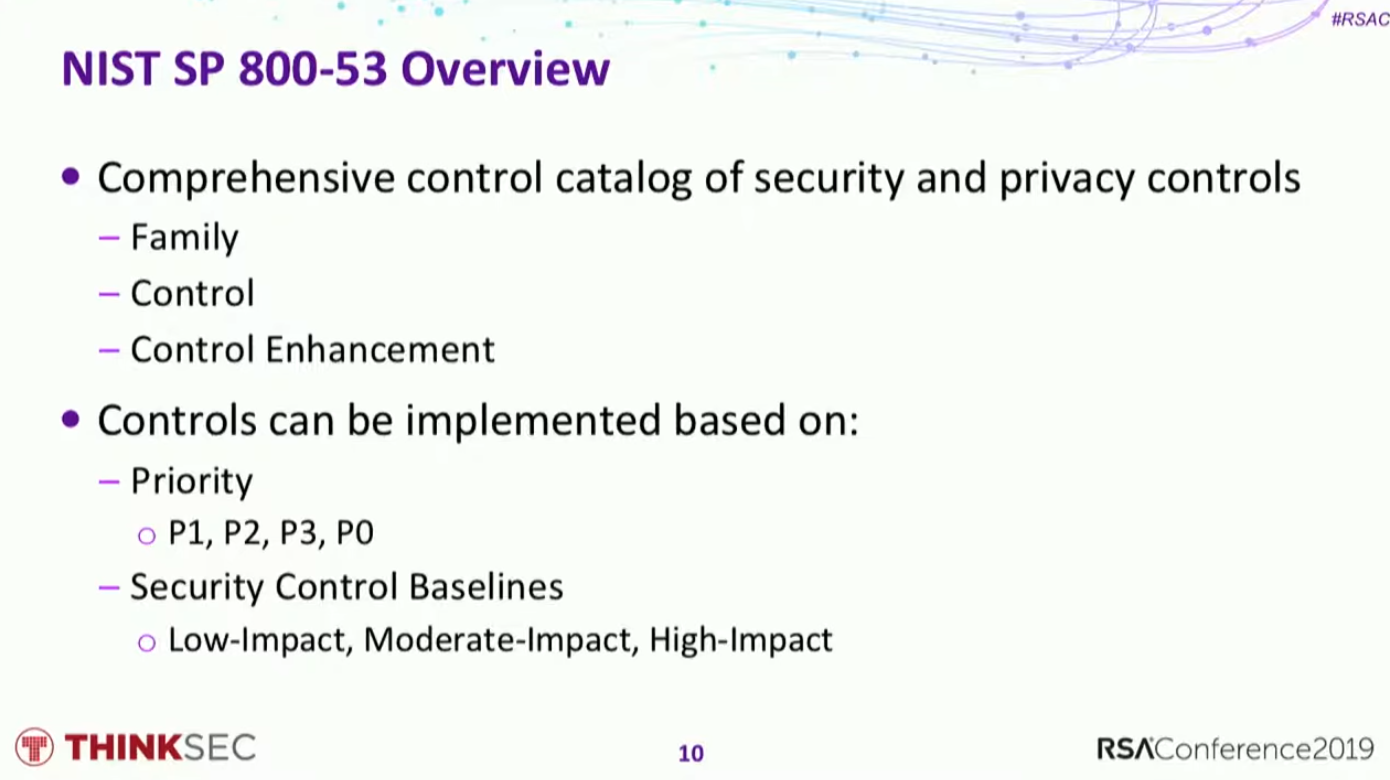 #RSAC
NIST SP 800-53 Overview
• Comprehensive control catalog of security and privacy controls
– Family
– Control
– Control Enhancement
• Controls can be implemented based on:
– Priority
○ P1, P2, P3, P0
– Security Control Baselines
○ Low-Impact, Moderate-Impact, High-Impact
THINKSEC
10
RSAConference2019